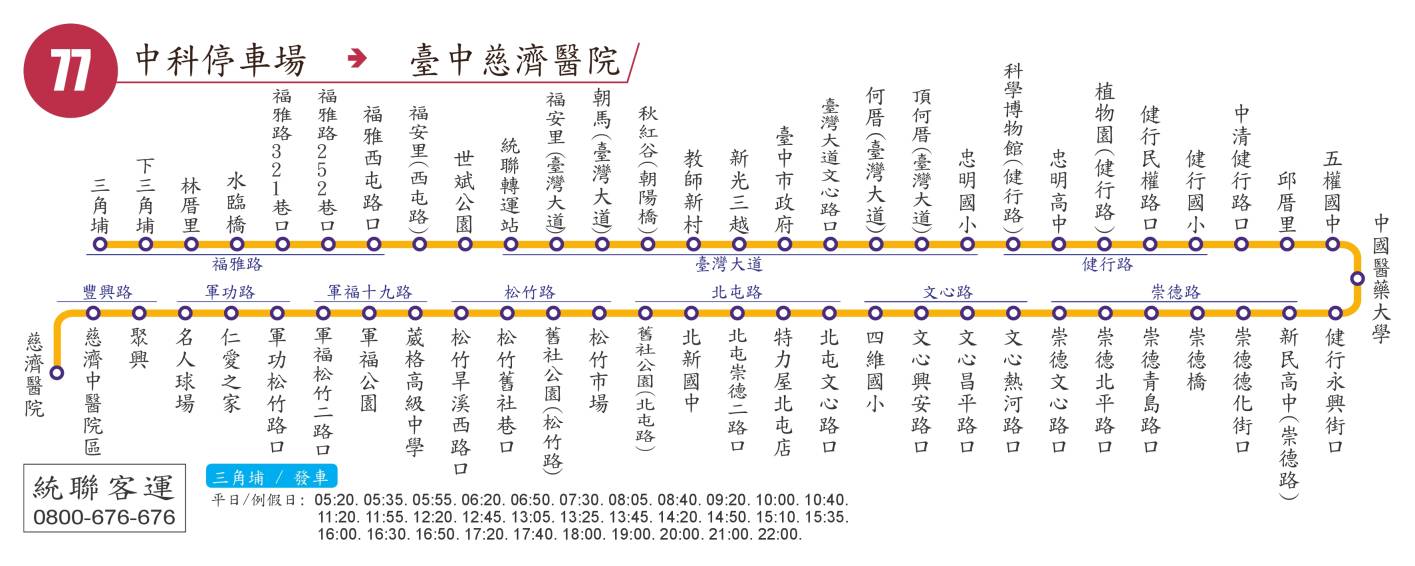 77
中科停車場 → 臺中慈濟醫院
三角埔
下三角埔
林厝里
水臨橋
福雅路321巷口
福雅路252巷口
福雅西屯路口
福安里(西屯路)
世斌公園
統聯轉運站
福安里(臺灣大道)
朝馬(臺灣大道)
秋紅谷(朝陽橋)
教師新村
新光三越
臺中市政府
臺灣大道文心路口
何厝(臺灣大道)
頂何厝(臺灣大道)
忠明國小
科學博物館(健行路)
忠明高中
植物園(健行路)
健行民權路口
健行國小
中清健行路口
邱厝里
五權國中
中國醫藥大學
福雅路
臺灣大道
健行路
豐興路
軍功路
軍福十九路
松竹路
北屯路
文心路
崇德路
慈濟醫院
慈濟中醫院區
聚興
名人球場
仁愛之家
軍功松竹路口
軍福松竹二路口
軍福公園
葳格高級中學
松竹旱溪西路口
松竹舊社巷口
舊社公園(松竹路)
松竹市場
舊社公園(北屯路)
北新國中
北屯崇德二路口
特力屋北屯店
北屯文心路口
四維國小
文心興安路口
文心昌平路口
文心熱河路口
崇德文心路口
崇德北平路口
崇德青島路口
崇德橋
崇德德化街口
新民高中(崇德路)
健行永興街口
統聯客運
0800-676-676
三角埔 / 發車
平日/例假日: 05:20. 05:35. 05:55. 06:20. 06:50. 07:30. 08:05. 08:40. 09:20. 10:00. 10:40.
11:20. 11:55. 12:20. 12:45. 13:05. 13:25. 13:45. 14:20. 14:50. 15:10. 15:35.
16:00. 16:30. 16:50. 17:20. 17:40. 18:00. 19:00. 20:00. 21:00. 22:00.